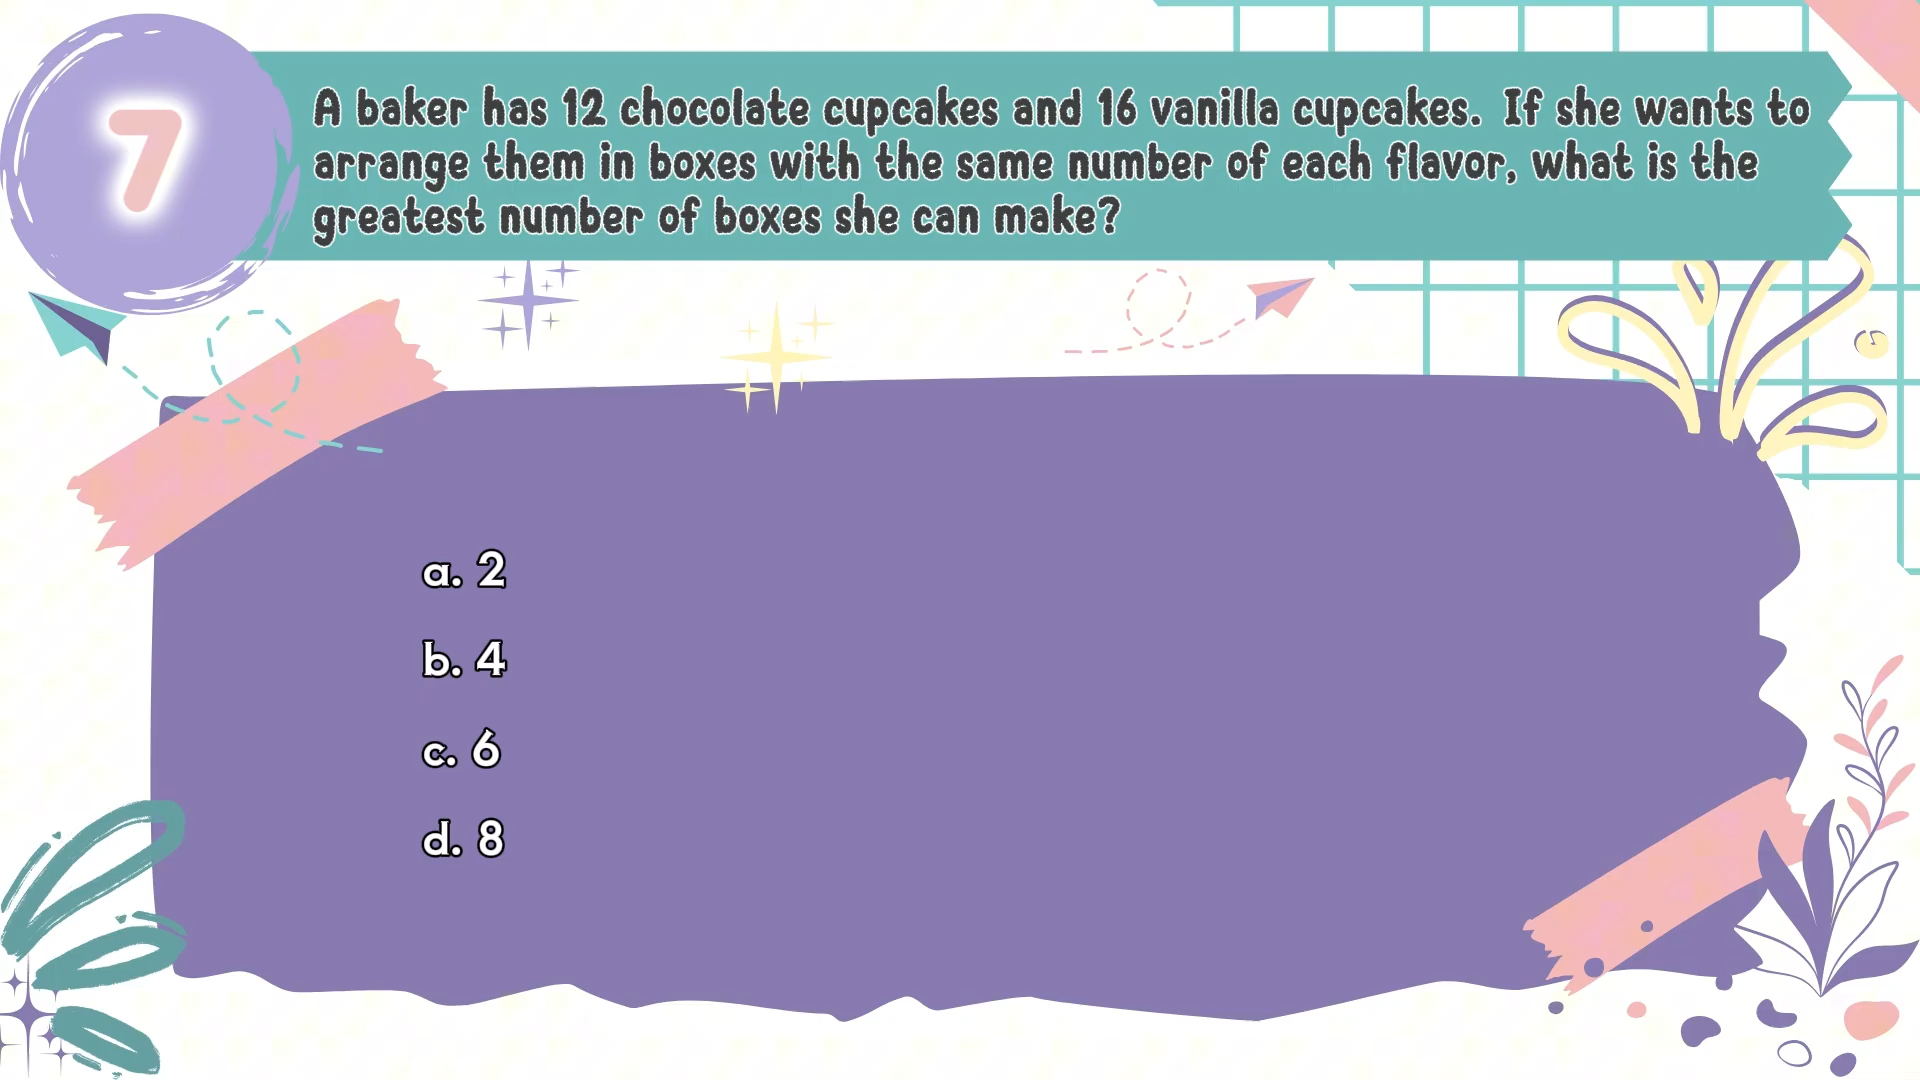 7
A baker has 12 chocolate cupcakes and 16 vanilla cupcakes. If she wants to
arrange them in boxes with the same number of each flavor, what is the
greatest number of boxes she can make?
a. 2
b. 4
c. 6
d. 8